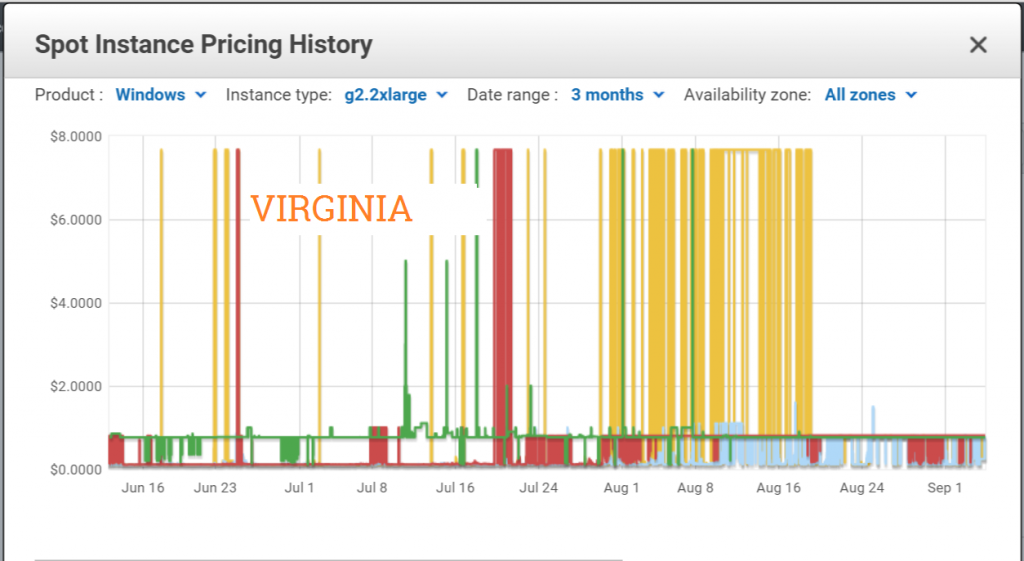 Spot Instance Pricing History
Product : Windows Instance type: g2.2xlarge Date range : 3 months Availability zone: All zones
$8.0000
VIRGINIA
$6.0000
$4.0000
$2.0000
$0.0000
Jun 16 Jun 23 Jul 1 Jul 8 Jul 16 Jul 24 Aug 1 Aug 8 Aug 16 Aug 24 Sep 1